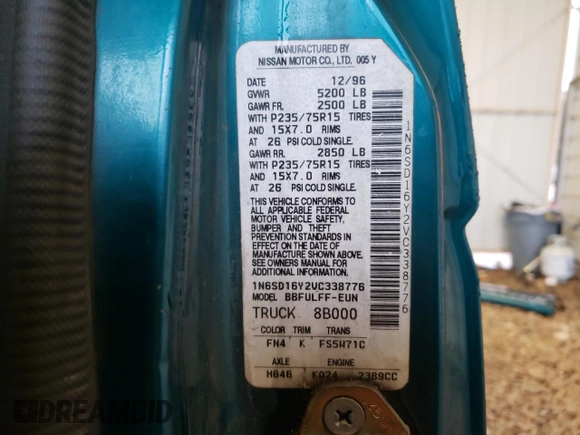 MANUFACTURED BY
NISSAN MOTOR CO., LTD. 005 Y
DATE 12/96
GVWR 5200 LB
GAWR FR. 2500 LB
WITH P235/75R15 TIRES
AND 15X7.0 RIMS
AT 26 PSI COLD SINGLE.
GAWR RR. 2850 LB
WITH P235/75R15 TIRES
AND 15X7.0 RIMS
AT 26 PSI COLD SINGLE.
THIS VEHICLE CONFORMS TO
ALL APPLICABLE FEDERAL
MOTOR VEHICLE SAFETY,
BUMPER AND THEFT
PREVENTION STANDARDS IN
EFFECT ON THE DATE OF
MANUFACTURE SHOWN ABOVE.
SEE OWNERS MANUAL FOR
ADDITIONAL INFORMATION.
1N6SD16Y2VC338776
MODEL BBFULFF-EUN
TRUCK 8B000
COLOR TRIM TRANS
FN4 K FS5W71C
AXLE ENGINE
H846 KA24 2389CC
1N6SD16Y2VC338776
DREAMBID